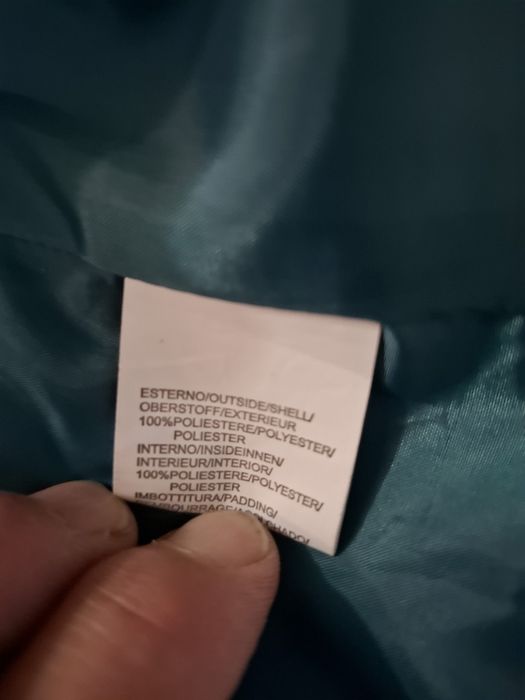 ESTERNO/OUTSIDE/SHELL/
OBERSTOFF/EXTERIEUR
100%POLIESTERE/POLYESTER/
POLIESTER
INTERNO/INSIDEINNEN/
INTERIEUR/INTERIOR/
100%POLIESTERE/POLYESTER/
POLIESTER
IMBOTTITURA/PADDING/